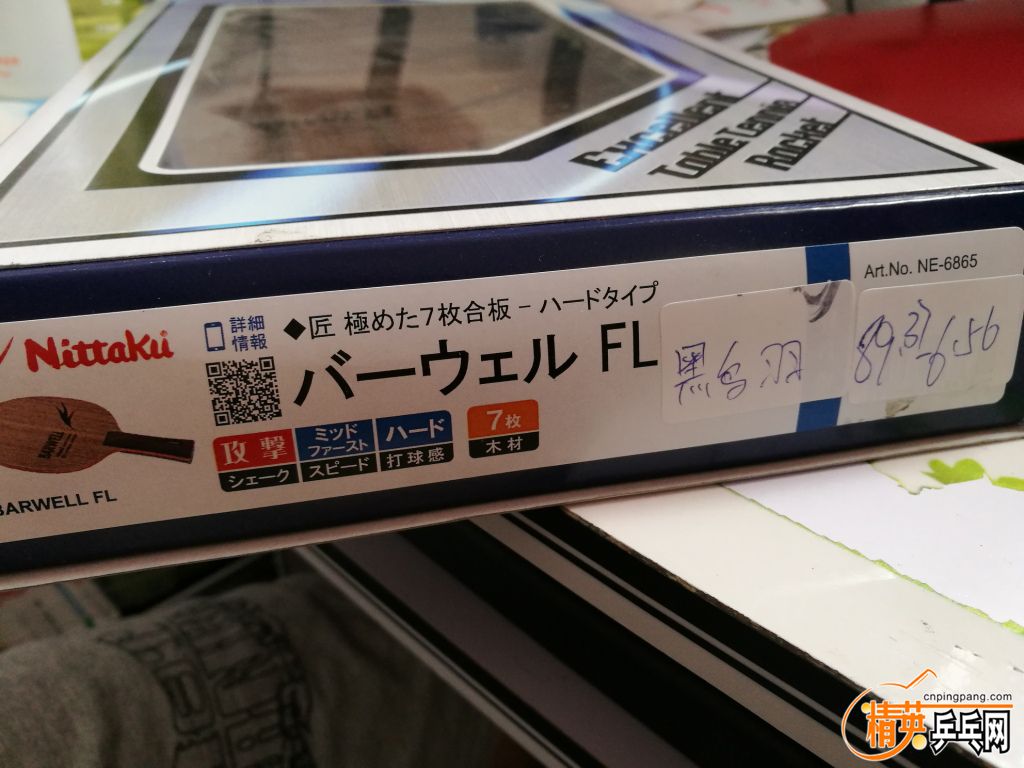 Excellent
Table Tennis
Racket
Art.No. NE-6865
Nittaku
詳細
情報
◆匠 極めた7枚合板 − ハードタイプ
バーウェル FL
攻撃
シェーク
ミッド
ファースト
スピード
ハード
打球感
7枚
木材
BARWELL FL
cnpingpang.com
精英乒乓网